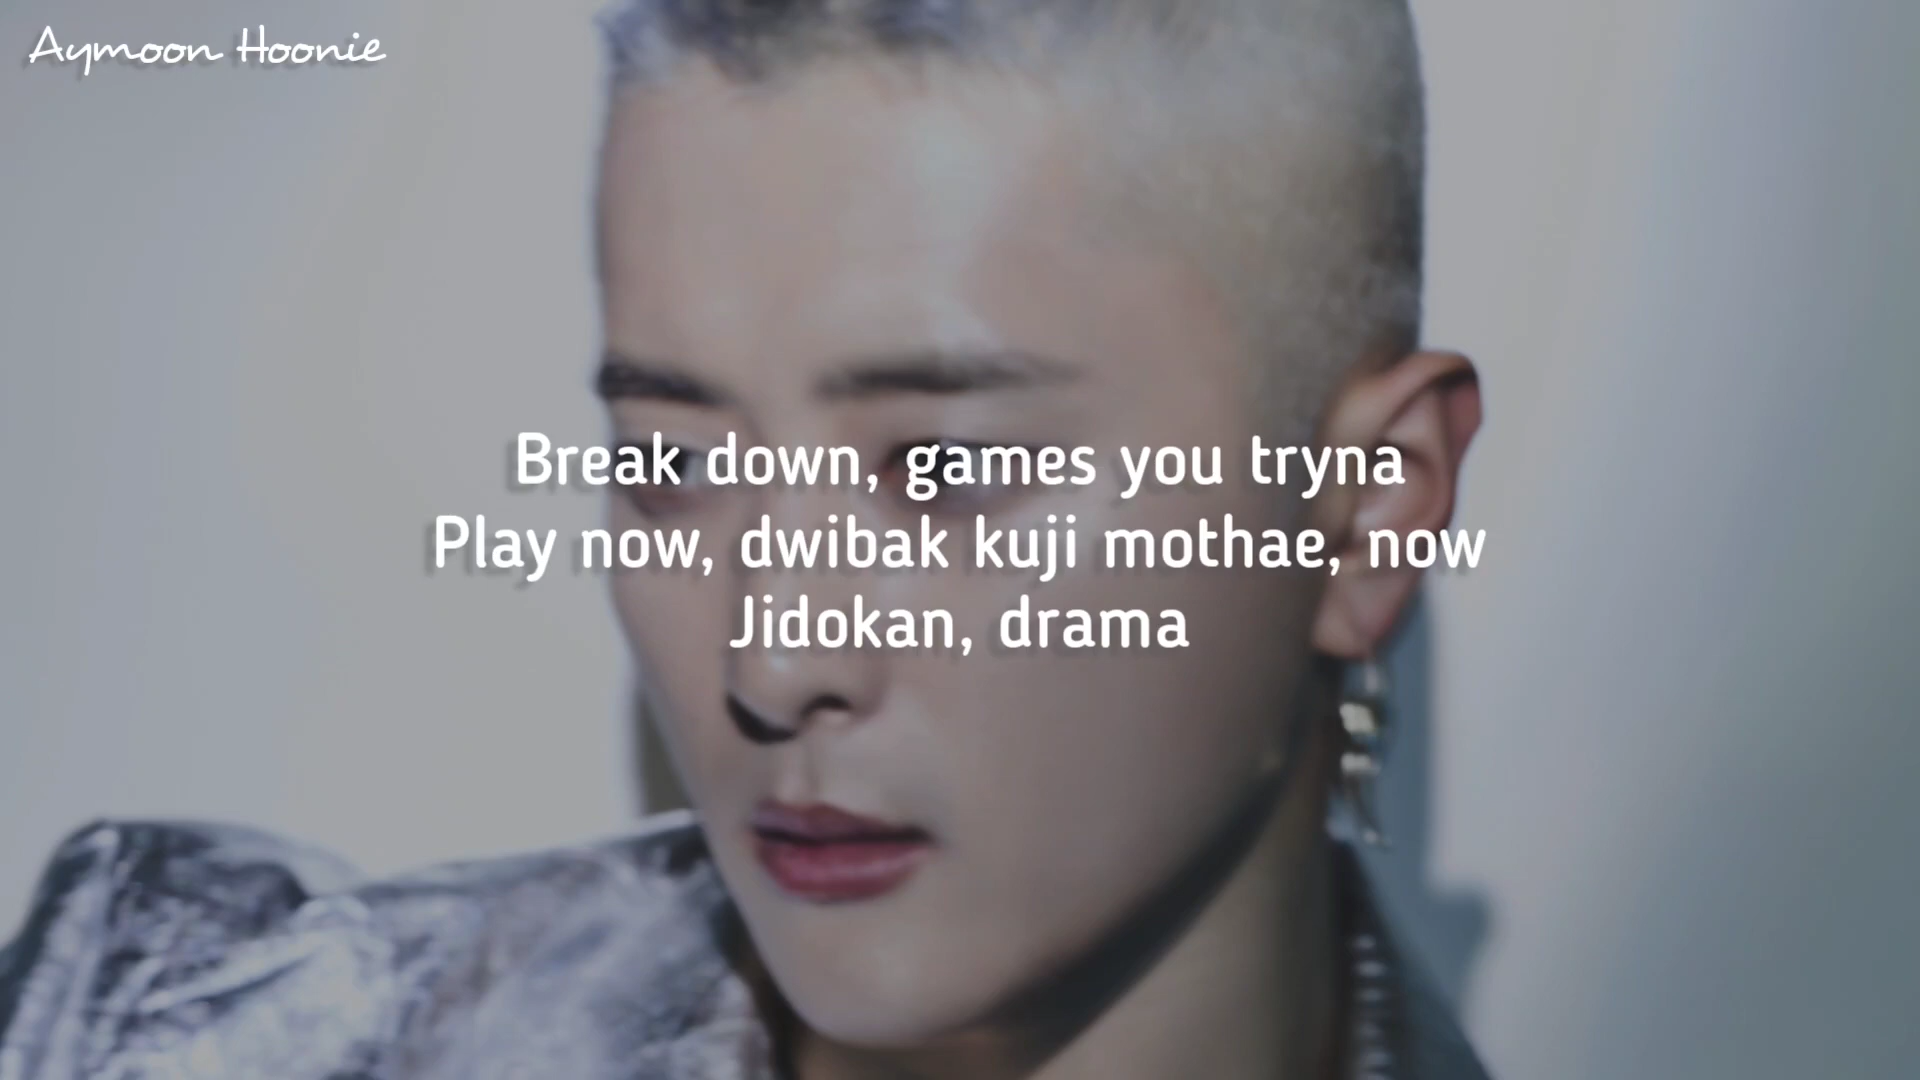 Aymoon Hoonie
Break down, games you tryna
Play now, dwibak kuji mothae, now
Jidokan, drama